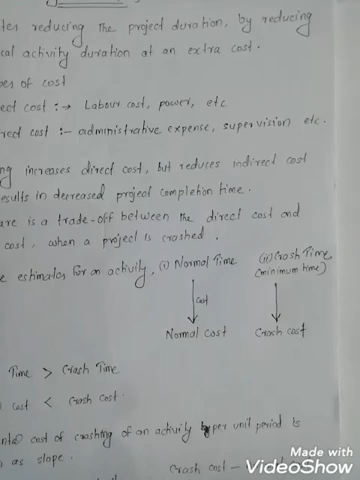 reducing the project duration, by reducing
activity duration at an extra cost.
of cost
cost :→ Labour cost, power, etc
cost :- administrative expense, supervision etc.
increases direct cost, but reduces indirect cost
results in decreased project completion time.
is a trade-off between the direct cost and
cost, when a project is crashed.
estimates for an activity, (i) Normal Time (ii) Crash Time
(minimum time)
cost
Normal cost Crash cost
Time > Crash Time
cost < Crash cost.
cost of crashing of an activity per unit period is
as slope.
Crash cost -
Made with
VideoShow